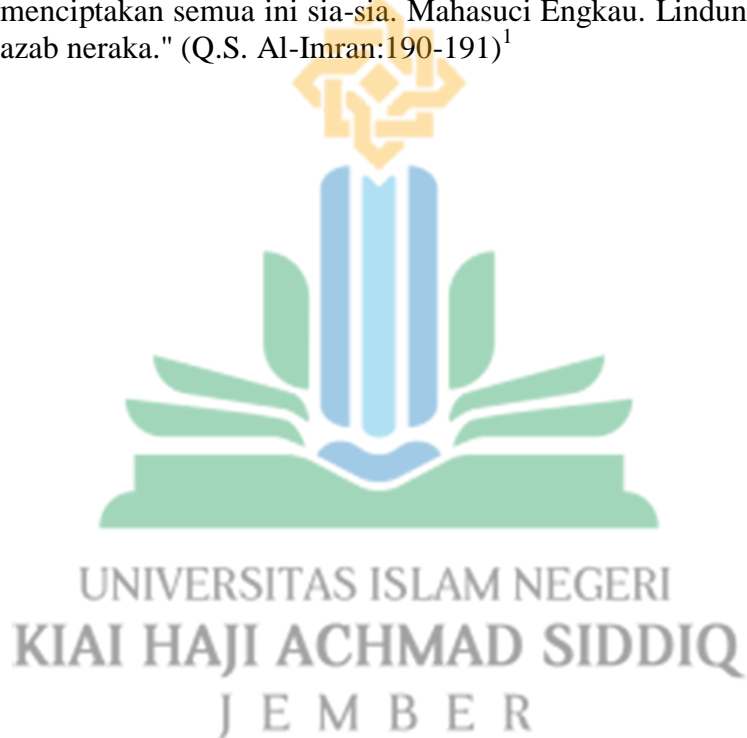 menciptakan semua ini sia-sia. Mahasuci Engkau. Lindun
azab neraka." (Q.S. Al-Imran:190-191)1
UNIVERSITAS ISLAM NEGERI
KIAI HAJI ACHMAD SIDDIQ
JEMBER